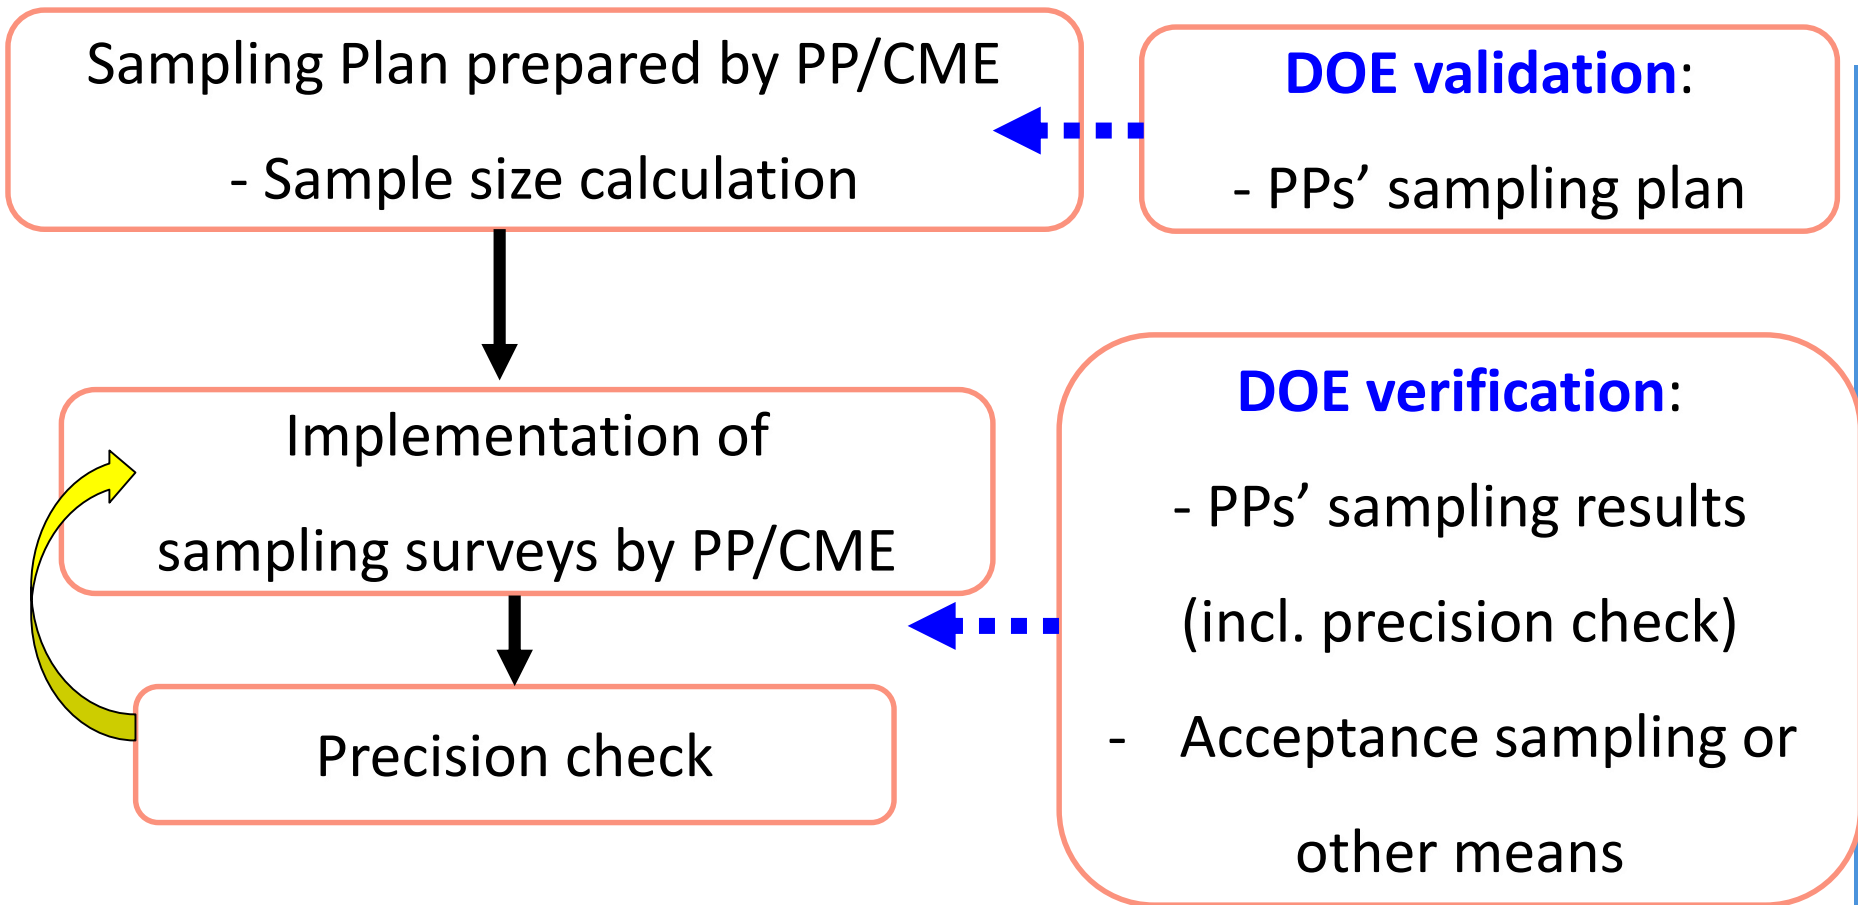 Sampling Plan prepared by PP/CME
- Sample size calculation
DOE validation:
- PPs’ sampling plan
Implementation of
sampling surveys by PP/CME
Precision check
DOE verification:
- PPs’ sampling results
(incl. precision check)
- Acceptance sampling or
other means